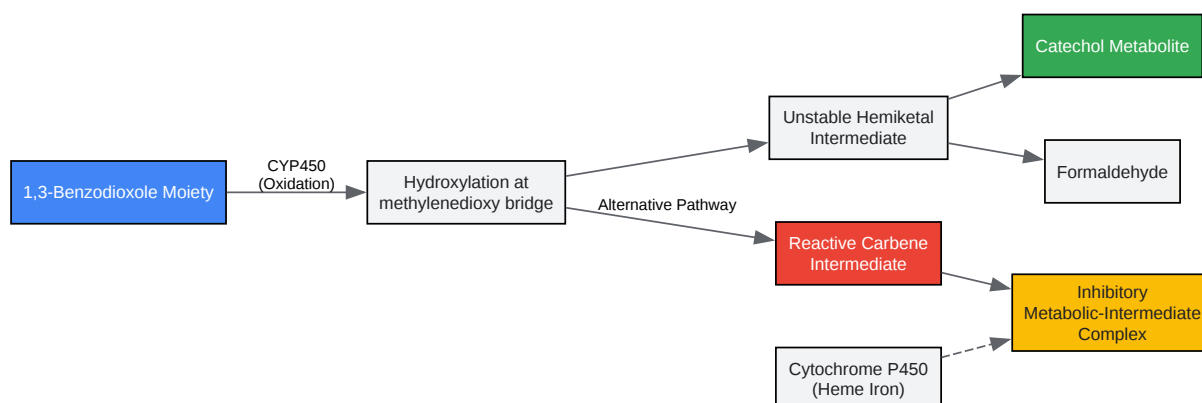 1,3-Benzodioxole Moiety
CYP450
(Oxidation)
Hydroxylation at
methylenedioxy bridge
Alternative Pathway
Unstable Hemiketal
Intermediate
Catechol Metabolite
Formaldehyde
Reactive Carbene
Intermediate
Inhibitory
Metabolic-Intermediate
Complex
Cytochrome P450
(Heme Iron)